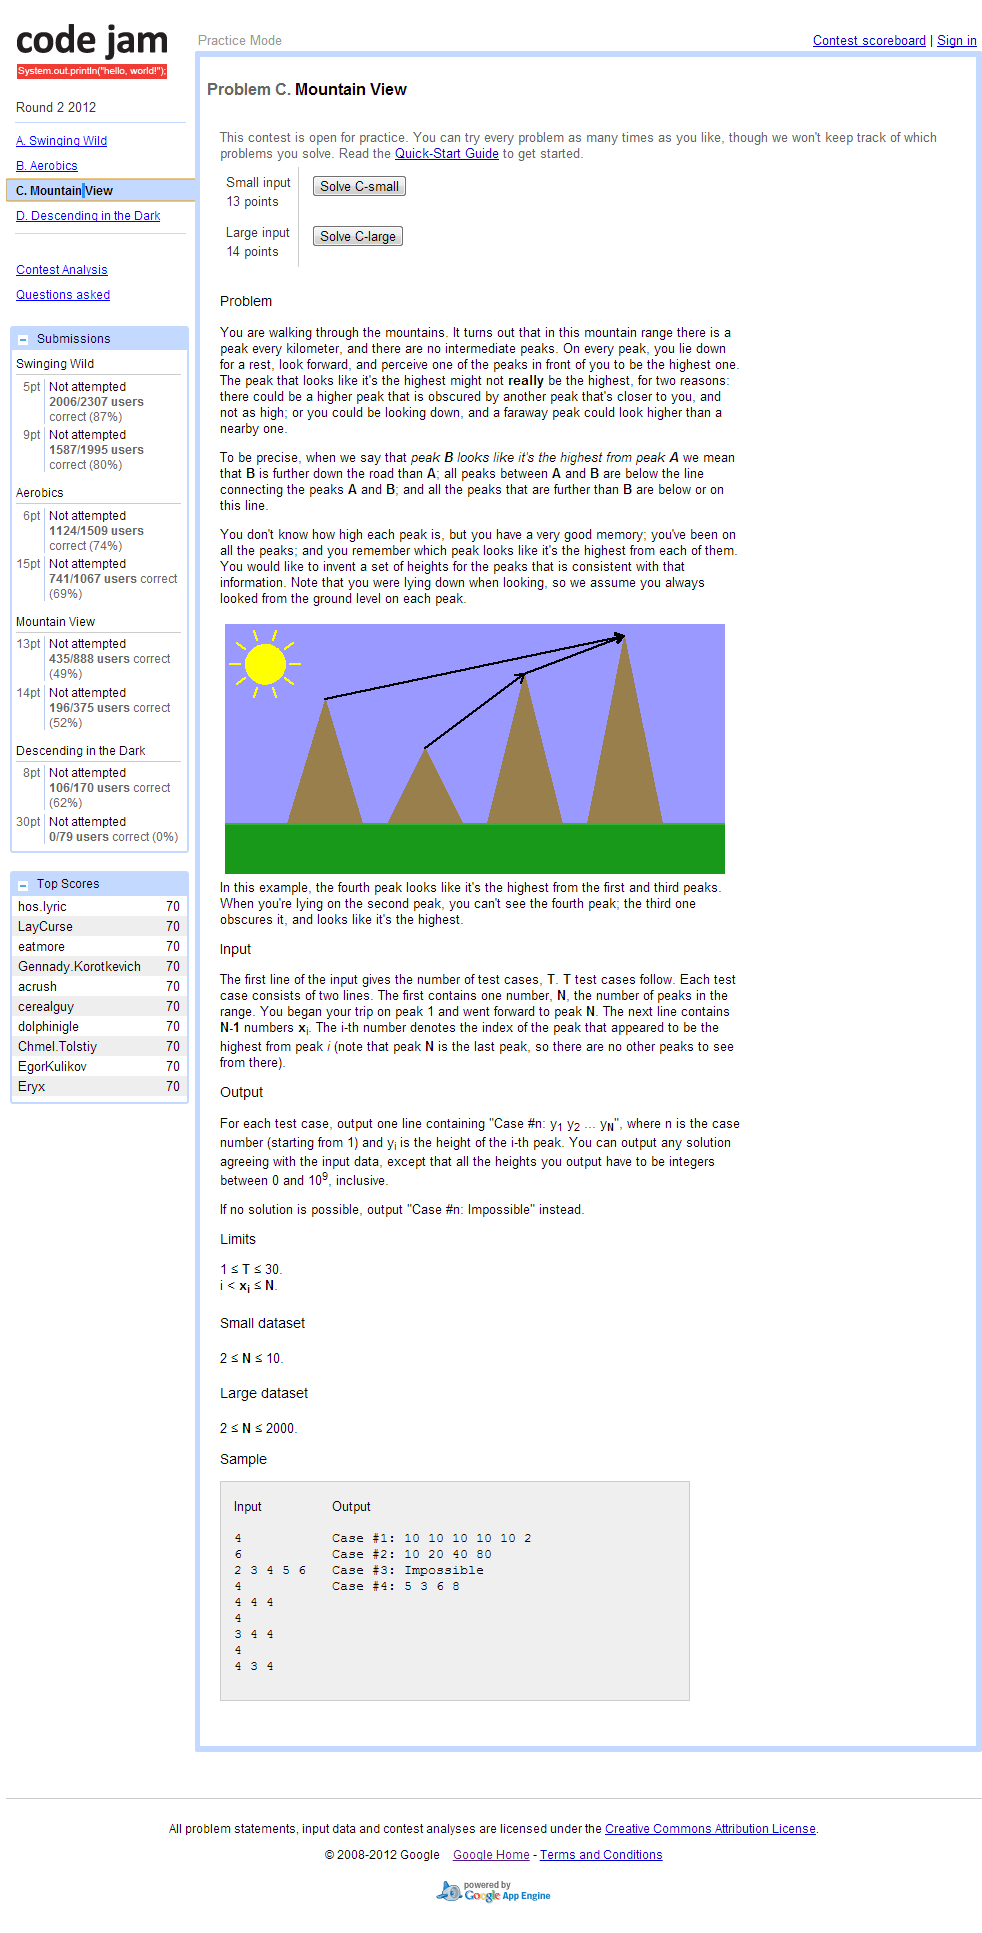 code jam
System.out.println("hello, world!");
Practice Mode
Contest scoreboard | Sign in
Round 2 2012
A. Swinging Wild
B. Aerobics
C. Mountain View
D. Descending in the Dark
Contest Analysis
Questions asked
Submissions
Swinging Wild
5pt Not attempted
2006/2307 users
correct (87%)
9pt Not attempted
1587/1995 users
correct (80%)
Aerobics
6pt Not attempted
1124/1509 users
correct (74%)
15pt Not attempted
741/1067 users correct
(69%)
Mountain View
13pt Not attempted
435/888 users correct
(49%)
14pt Not attempted
196/375 users correct
(52%)
Descending in the Dark
8pt Not attempted
106/170 users correct
(62%)
30pt Not attempted
0/79 users correct (0%)
Top Scores
hos.lyric 70
LayCurse 70
eatmore 70
Gennady.Korotkevich 70
acrush 70
cerealguy 70
dolphinigle 70
Chmel.Tolstiy 70
EgorKulikov 70
Eryx 70
Problem C. Mountain View
This contest is open for practice. You can try every problem as many times as you like, though we won't keep track of which
problems you solve. Read the Quick-Start Guide to get started.
Small input
13 points
Solve C-small
Large input
14 points
Solve C-large
Problem
You are walking through the mountains. It turns out that in this mountain range there is a
peak every kilometer, and there are no intermediate peaks. On every peak, you lie down
for a rest, look forward, and perceive one of the peaks in front of you to be the highest one.
The peak that looks like it's the highest might not really be the highest, for two reasons:
there could be a higher peak that is obscured by another peak that's closer to you, and
not as high; or you could be looking down, and a faraway peak could look higher than a
nearby one.
To be precise, when we say that peak B looks like it's the highest from peak A we mean
that B is further down the road than A; all peaks between A and B are below the line
connecting the peaks A and B; and all the peaks that are further than B are below or on
this line.
You don't know how high each peak is, but you have a very good memory; you've been on
all the peaks; and you remember which peak looks like it's the highest from each of them.
You would like to invent a set of heights for the peaks that is consistent with that
information. Note that you were lying down when looking, so we assume you always
looked from the ground level on each peak.
In this example, the fourth peak looks like it's the highest from the first and third peaks.
When you're lying on the second peak, you can't see the fourth peak; the third one
obscures it, and looks like it's the highest.
Input
The first line of the input gives the number of test cases, T. T test cases follow. Each test
case consists of two lines. The first contains one number, N, the number of peaks in the
range. You began your trip on peak 1 and went forward to peak N. The next line contains
N-1 numbers xi. The i-th number denotes the index of the peak that appeared to be the
highest from peak i (note that peak N is the last peak, so there are no other peaks to see
from there).
Output
For each test case, output one line containing "Case #n: y1 y2 ... yN", where n is the case
number (starting from 1) and yi is the height of the i-th peak. You can output any solution
agreeing with the input data, except that all the heights you output have to be integers
between 0 and 10^9, inclusive.
If no solution is possible, output "Case #n: Impossible" instead.
Limits
1 ≤ T ≤ 30.
i < xi ≤ N.
Small dataset
2 ≤ N ≤ 10.
Large dataset
2 ≤ N ≤ 2000.
Sample
Input Output
4 Case #1: 10 10 10 10 10 2
6 Case #2: 10 20 40 80
2 3 4 5 6 Case #3: Impossible
4 Case #4: 5 3 6 8
4 4 4
4
3 4 4
4
4 3 4
All problem statements, input data and contest analyses are licensed under the Creative Commons Attribution License.
© 2008-2012 Google Google Home - Terms and Conditions
powered by
Google App Engine